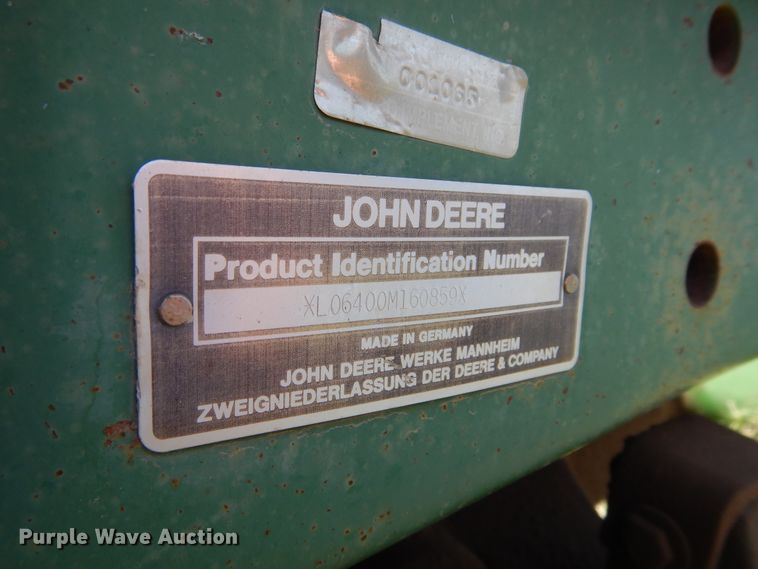 001065
JOHN DEERE
Product Identification Number
XL06400M160859X
MADE IN GERMANY
JOHN DEERE WERKE MANNHEIM
ZWEIGNIEDERLASSUNG DER DEERE & COMPANY
Purple Wave Auction